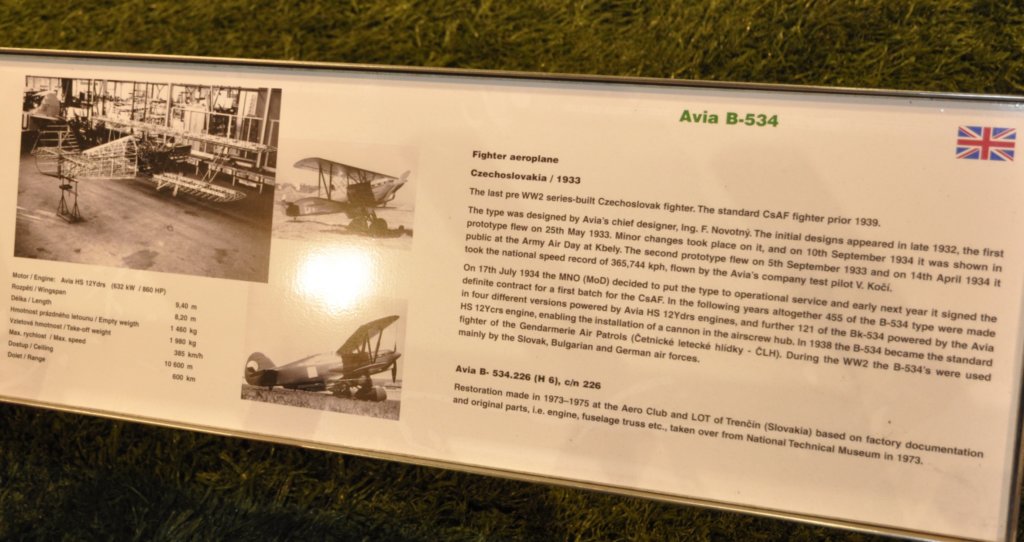 Avia B-534
Fighter aeroplane
Czechoslovakia / 1933
The last pre WW2 series-built Czechoslovak fighter. The standard CsAF fighter prior 1939.
The type was designed by Avia's chief designer, Ing. F. Novotný. The initial designs appeared in late 1932, the first
prototype flew on 25th May 1933. Minor changes took place on it, and on 10th September 1934 it was shown in
public at the Army Air Day at Kbely. The second prototype flew on 5th September 1933 and on 14th April 1934 it
took the national speed record of 365,744 kph, flown by the Avia's company test pilot V. Kočí.
On 17th July 1934 the MNO (MoD) decided to put the type to operational service and early next year it signed the
definite contract for a first batch for the CsAF. In the following years altogether 455 of the B-534 type were made
in four different versions powered by Avia HS 12Ydrs engines, and further 121 of the Bk-534 powered by the Avia
HS 12Ycrs engine, enabling the installation of a cannon in the airscrew hub. In 1938 the B-534 became the standard
fighter of the Gendarmerie Air Patrols (Četnické letecké hlídky - ČLH). During the WW2 the B-534's were used
mainly by the Slovak, Bulgarian and German air forces.
Avia B- 534.226 (H 6), c/n 226
Restoration made in 1973–1975 at the Aero Club and LOT of Trenčin (Slovakia) based on factory documentation
and original parts, i.e. engine, fuselage truss etc., taken over from National Technical Museum in 1973.
Motor / Engine: Avia HS 12Ydrs (632 kW / 860 HP)
Rozpětí / Wingspan 9,40 m
Délka / Length 8,20 m
Hmotnost prázdného letounu / Empty weigth 1 460 kg
Vzletová hmotnost / Take-off weight 1 980 kg
Max. rychlost / Max. speed 385 km/h
Dostup / Ceiling 10 600 m
Dolet / Range 600 km